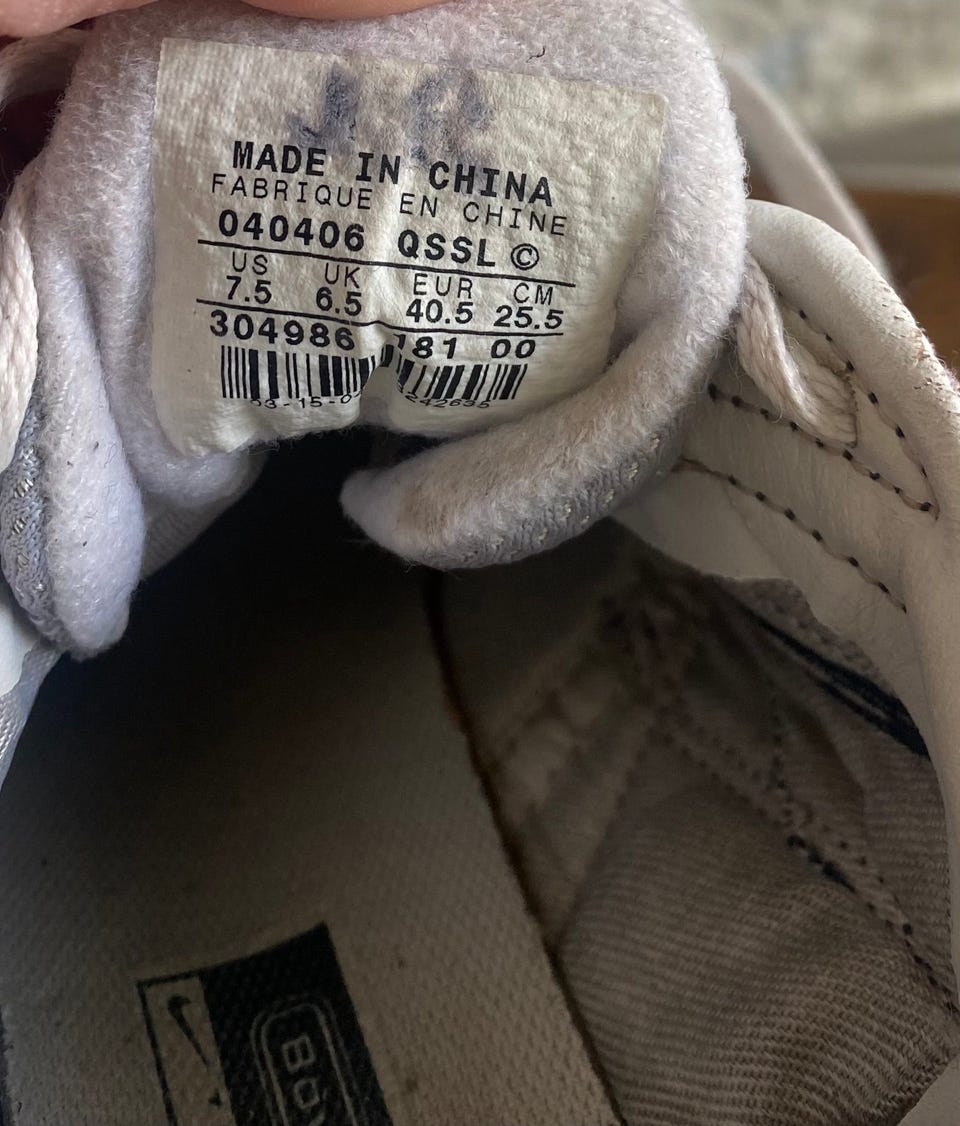 MADE IN CHINA
FABRIQUE EN CHINE
040406 QSSL ©
US UK EUR CM
7.5 6.5 40.5 25.5
304986 181 00